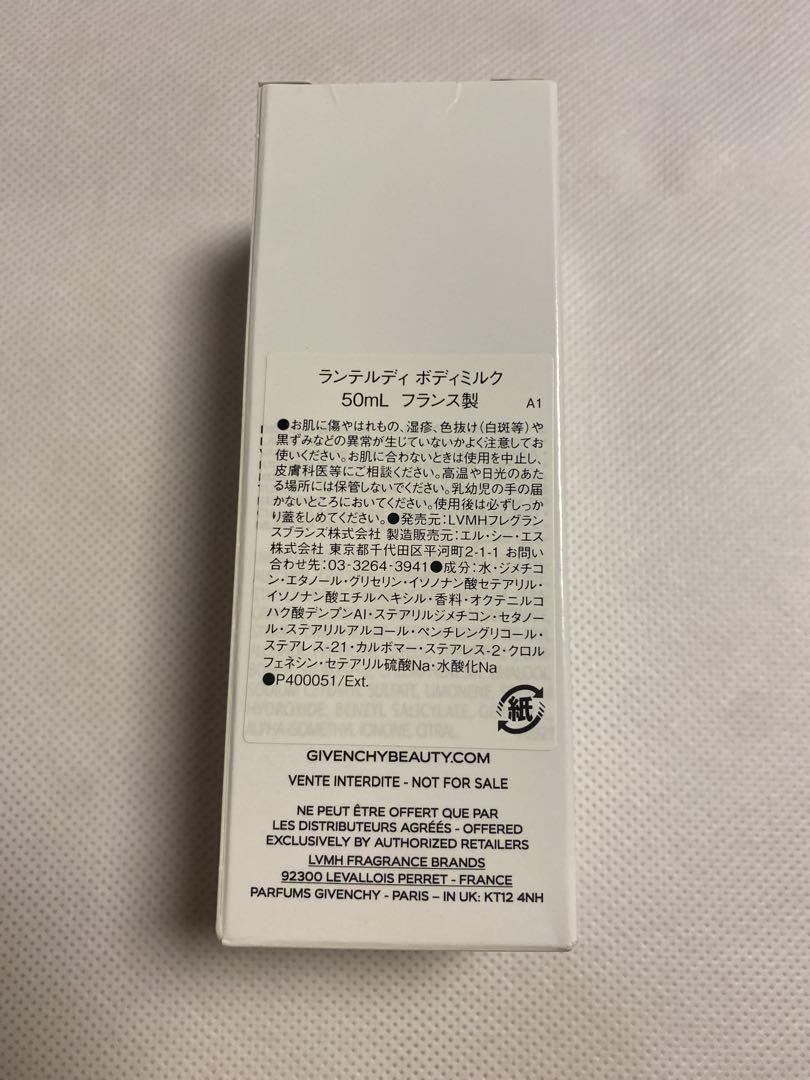 ランテルディ ボディミルク
50mL フランス製 A1
●お肌に傷やはれもの、湿疹、色抜け(白斑等)や
黒ずみなどの異常が生じていないかよく注意してお
使いください。お肌に合わないときは使用を中止し、
皮膚科医等にご相談ください。高温や日光のあた
る場所には保管しないでください。乳幼児の手の届
かないところにおいてください。使用後は必ずしっか
り蓋をしめてください。●発売元:LVMHフレグラン
スブランズ株式会社 製造販売元:エル・シー・エス
株式会社 東京都千代田区平河町2-1-1 お問い
合わせ先:03-3264-3941●成分:水・ジメチコ
ン・エタノール・グリセリン・イソノナン酸セテアリル・
イソノナン酸エチルヘキシル・香料・オクテニルコ
ハク酸デンプンAl・ステアリルジメチコン・セタノー
ル・ステアリルアルコール・ペンチレングリコール・
ステアレス-21・カルボマー・ステアレス-2・クロル
フェネシン・セテアリル硫酸Na・水酸化Na
●P400051/Ext.
紙
GIVENCHYBEAUTY.COM
VENTE INTERDITE - NOT FOR SALE
NE PEUT ÊTRE OFFERT QUE PAR
LES DISTRIBUTEURS AGRÉÉS - OFFERED
EXCLUSIVELY BY AUTHORIZED RETAILERS
LVMH FRAGRANCE BRANDS
92300 LEVALLOIS PERRET - FRANCE
PARFUMS GIVENCHY - PARIS – IN UK: KT12 4NH